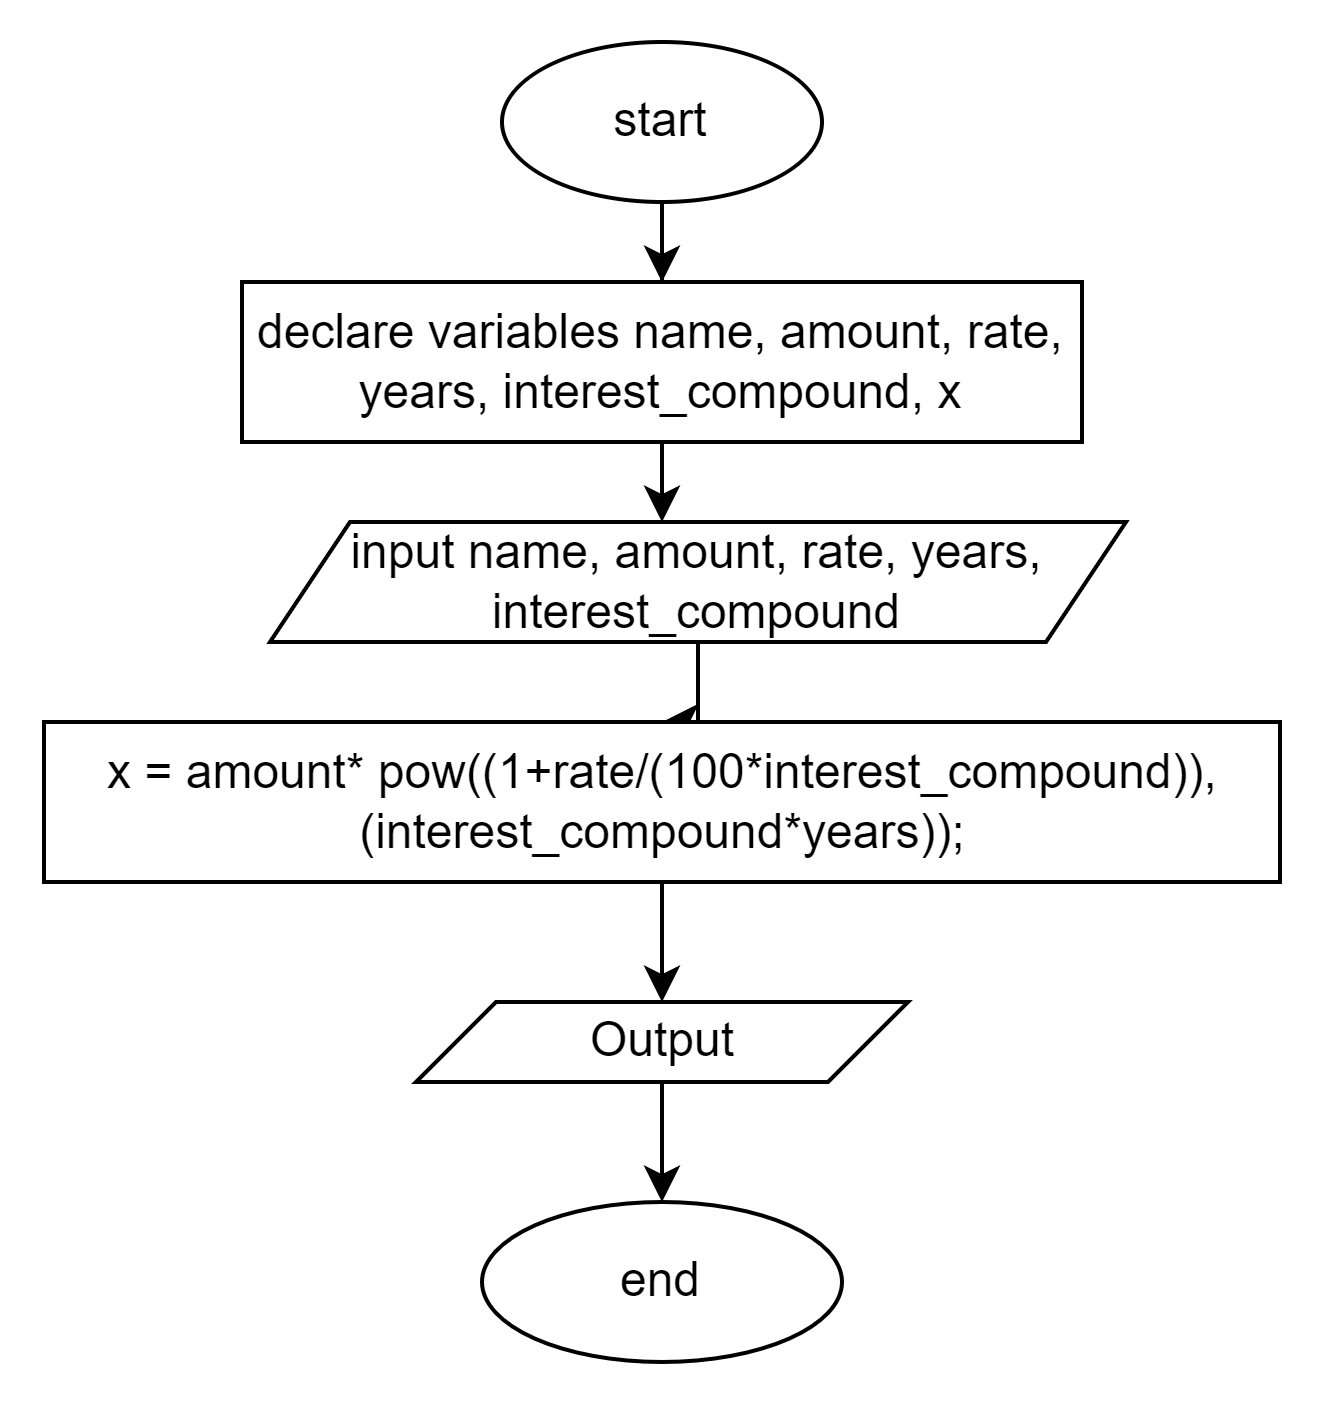 start
declare variables name, amount, rate,
years, interest_compound, x
input name, amount, rate, years,
interest_compound
x = amount* pow((1+rate/(100*interest_compound)),
(interest_compound*years));
Output
end